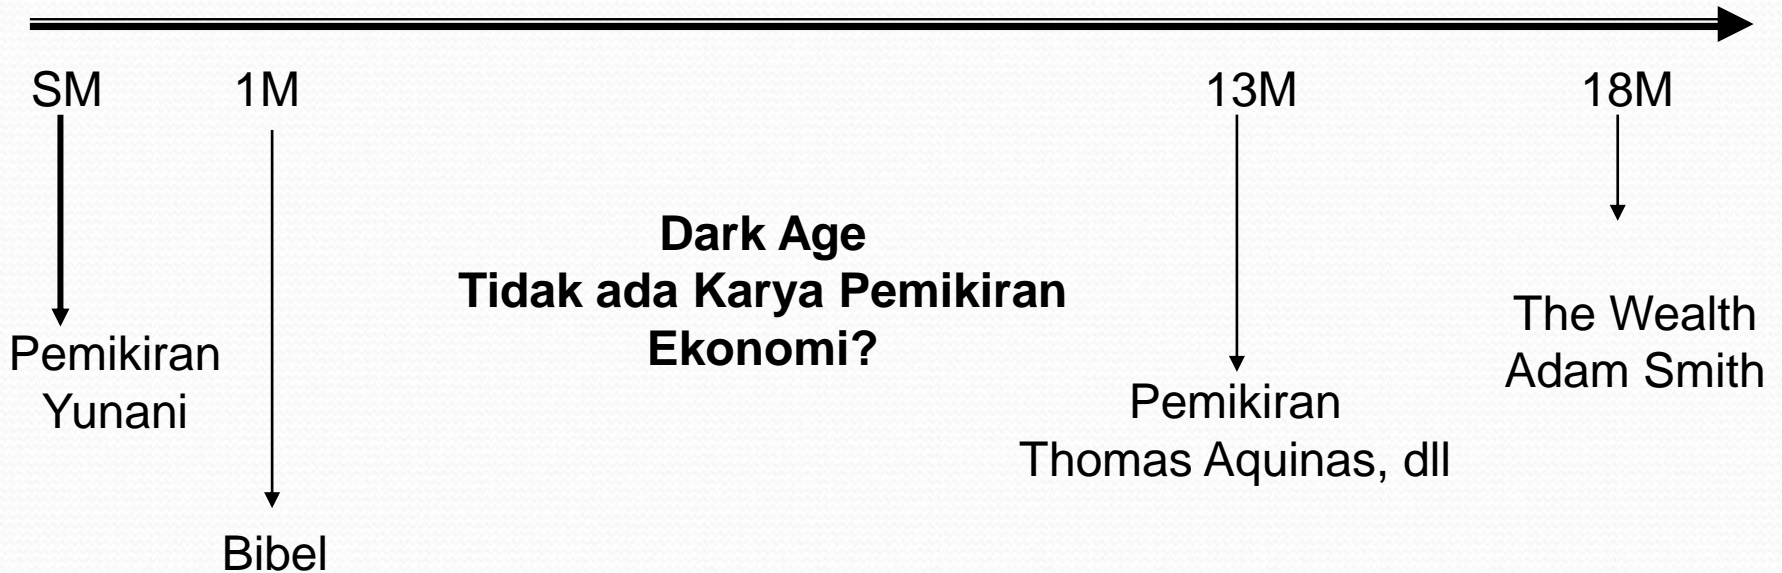 SM
1M
13M
18M
Dark Age
Tidak ada Karya Pemikiran
Ekonomi?
Pemikiran
Yunani
Bibel
Pemikiran
Thomas Aquinas, dll
The Wealth
Adam Smith